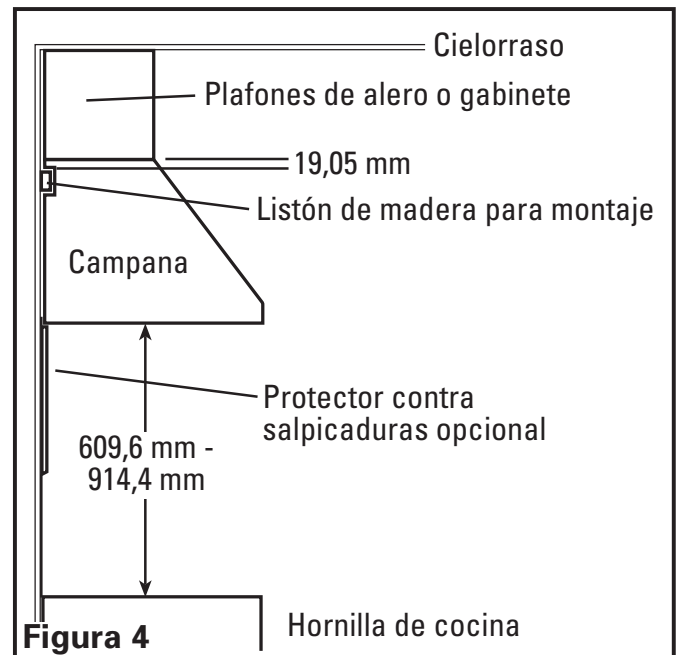 Cielorraso
Plafones de alero o gabinete
19,05 mm
Listón de madera para montaje
Campana
Protector contra
salpicaduras opcional
609,6 mm -
914,4 mm
Hornilla de cocina
Figura 4